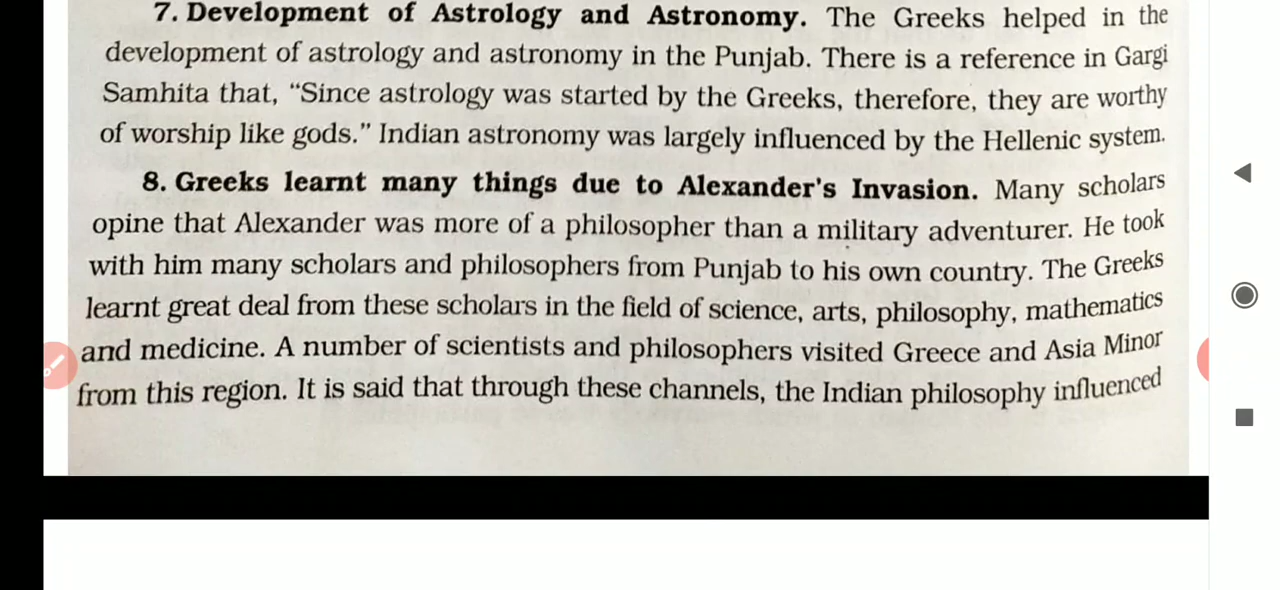 7. Development of Astrology and Astronomy. The Greeks helped in the
development of astrology and astronomy in the Punjab. There is a reference in Gargi
Samhita that, “Since astrology was started by the Greeks, therefore, they are worthy
of worship like gods.” Indian astronomy was largely influenced by the Hellenic system.
8. Greeks learnt many things due to Alexander's Invasion. Many scholars
opine that Alexander was more of a philosopher than a military adventurer. He took
with him many scholars and philosophers from Punjab to his own country. The Greeks
learnt great deal from these scholars in the field of science, arts, philosophy, mathematics
and medicine. A number of scientists and philosophers visited Greece and Asia Minor
from this region. It is said that through these channels, the Indian philosophy influenced